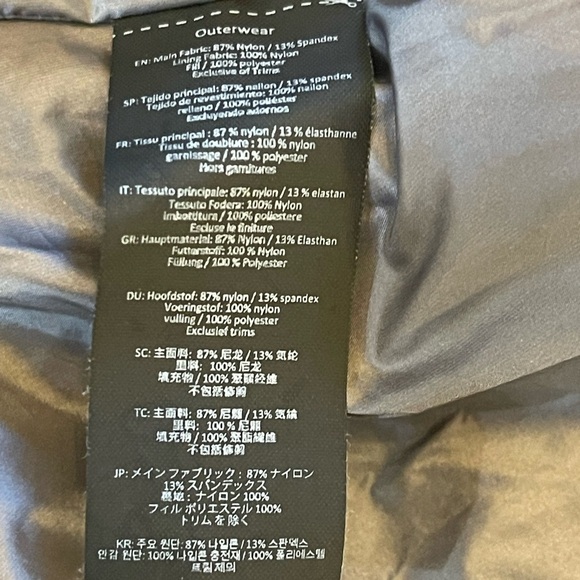 Outerwear
EN: Main Fabric: 87% Nylon / 13% Spandex
Lining Fabric: 100% Nylon
Fill / 100% polyester
Exclusive of Trims
SP: Tejido principal: 87% nailon / 13% spandex
Tejido de revestimiento: 100% nailon
relleno / 100% poliéster
Excluyendo adornos
FR: Tissu principal : 87 % nylon / 13 % élasthanne
Tissu de doublure : 100 % nylon
garnissage / 100 % polyester
Hors garnitures
IT: Tessuto principale: 87% nylon / 13 % elastan
Tessuto Fodera: 100% Nylon
imbottitura / 100% poliestere
Escluse le finiture
GR: Hauptmaterial: 87% Nylon / 13% Elasthan
Futterstoff: 100 % Nylon
Füllung / 100 % Polyester
DU: Hoofdstof: 87% nylon / 13% spandex
Voeringstof: 100% nylon
vulling / 100% polyester
Exclusief trims
SC: 主面料: 87% 尼龙 / 13% 氨纶
里料: 100% 尼龙
填充物 / 100% 聚酯纤维
不包括修剪
TC: 主面料: 87% 尼龍 / 13% 氨綸
里料: 100 % 尼龍
填充物 / 100% 聚酯纖維
不包括修剪
JP: メイン ファブリック : 87% ナイロン
13% スパンデックス
裏地 : ナイロン 100%
フィル ポリエステル 100%
トリム を 除く
KR: 주요 원단: 87% 나일론 / 13% 스판덱스
안감 원단: 100% 나일론 충전재 / 100% 폴리에스텔
트림 제외